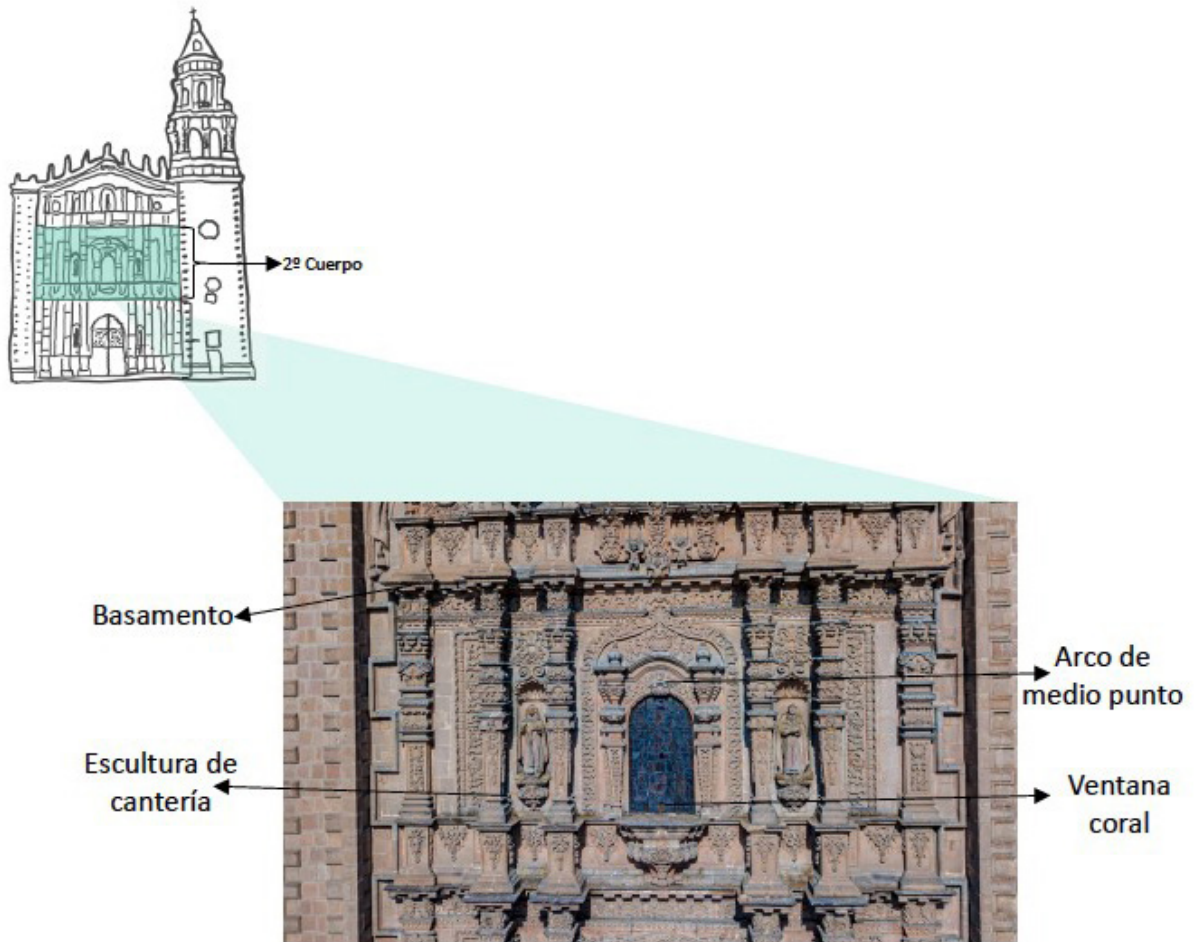 2º Cuerpo
Basamento
Arco de
medio punto
Escultura de
cantería
Ventana
coral